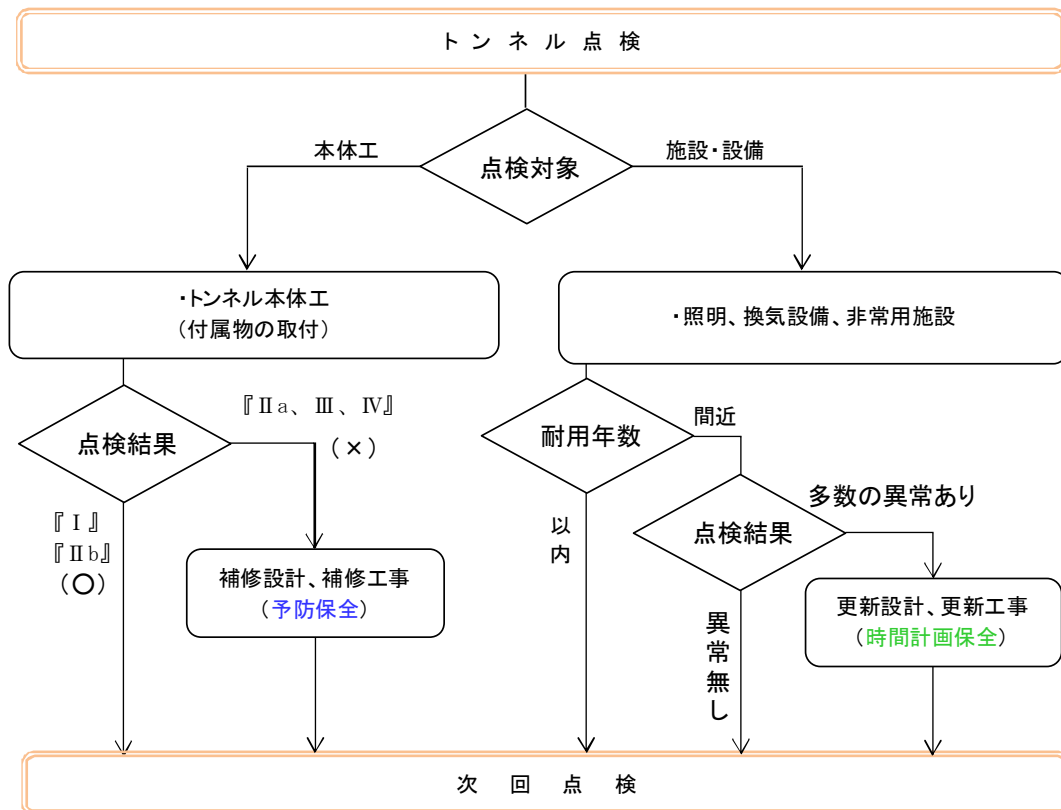 トンネル点検
点検対象
本体工
施設・設備
・トンネル本体工
（付属物の取付）
・照明、換気設備、非常用施設
点検結果
『Ⅱa、Ⅲ、Ⅳ』
（×）
『Ⅰ』
『Ⅱb』
（○）
補修設計、補修工事
（予防保全）
耐用年数
間近
以内
点検結果
多数の異常あり
異常無し
更新設計、更新工事
（時間計画保全）
次回点検